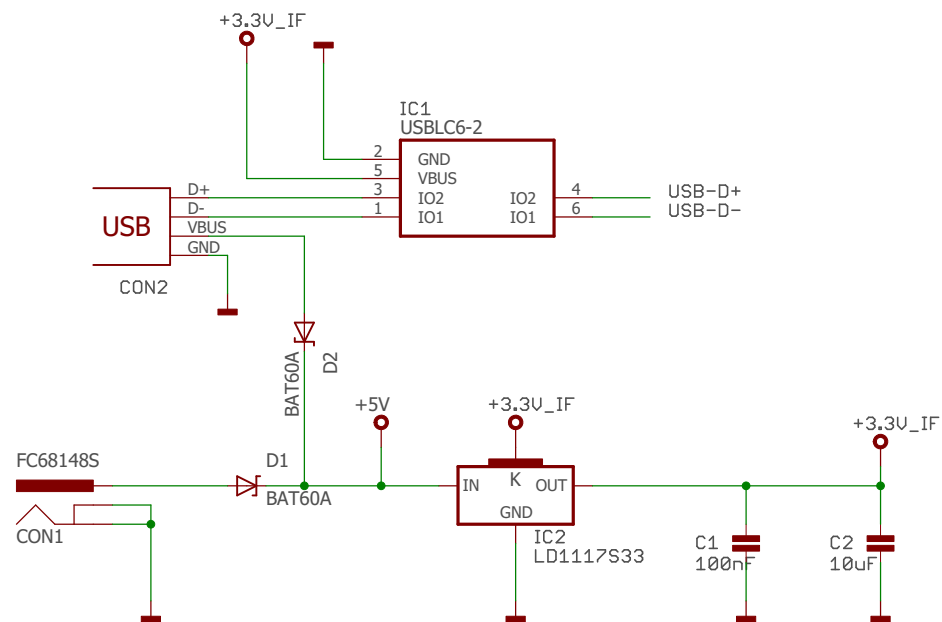 +3.3V_IF
IC1
USBLC6-2
2 GND
5 VBUS
3 IO2 IO2 4 USB-D+
1 IO1 IO1 6 USB-D-
D+
D-
USB
VBUS
GND
CON2
BAT60A
D2
+5V
+3.3V_IF
+3.3V_IF
FC68148S
D1
BAT60A
CON1
IN K OUT
GND
IC2
LD1117S33
C1
100nF
C2
10uF